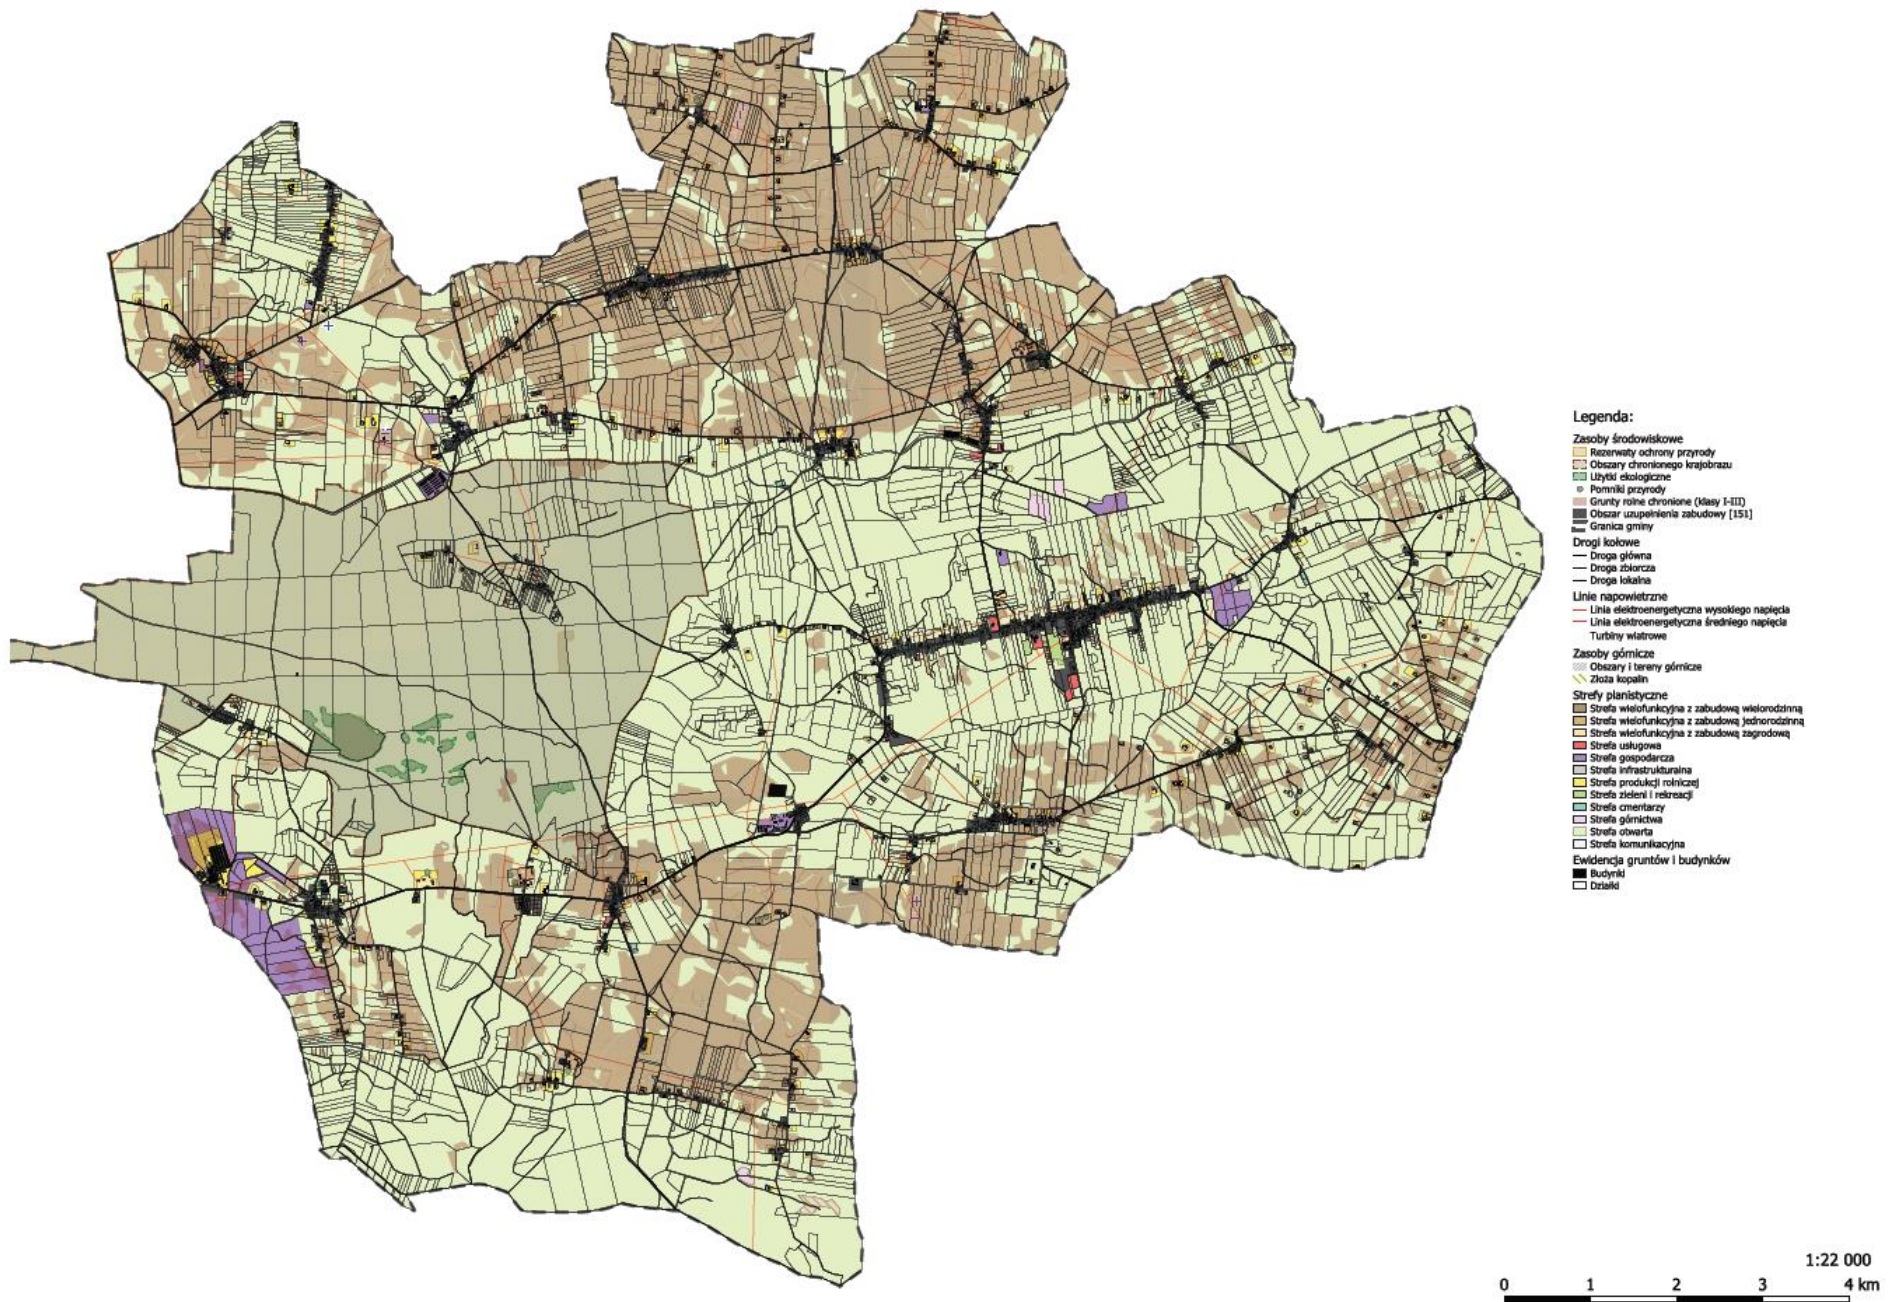 Legenda:
Zasoby środowiskowe
Rezerwaty ochrony przyrody
Obszary chronionego krajobrazu
Użytki ekologiczne
Pomniki przyrody
Grunty rolne chronione (klasy I-III)
Obszar uzupełnienia zabudowy [151]
Granica gminy
Drogi kołowe
Droga główna
Droga zbiorcza
Droga lokalna
Linie napowietrzne
Linia elektroenergetyczna wysokiego napięcia
Linia elektroenergetyczna średniego napięcia
Turbiny wiatrowe
Zasoby górnicze
Obszary i tereny górnicze
Złoża kopalin
Strefy planistyczne
Strefa wielofunkcyjna z zabudową wielorodzinną
Strefa wielofunkcyjna z zabudową jednorodzinną
Strefa wielofunkcyjna z zabudową zagrodową
Strefa usługowa
Strefa gospodarcza
Strefa infrastrukturalna
Strefa produkcji rolniczej
Strefa zieleni i rekreacji
Strefa cmentarzy
Strefa górnictwa
Strefa otwarta
Strefa komunikacyjna
Ewidencja gruntów i budynków
Budynki
Działki
1:22 000
0 1 2 3 4 km